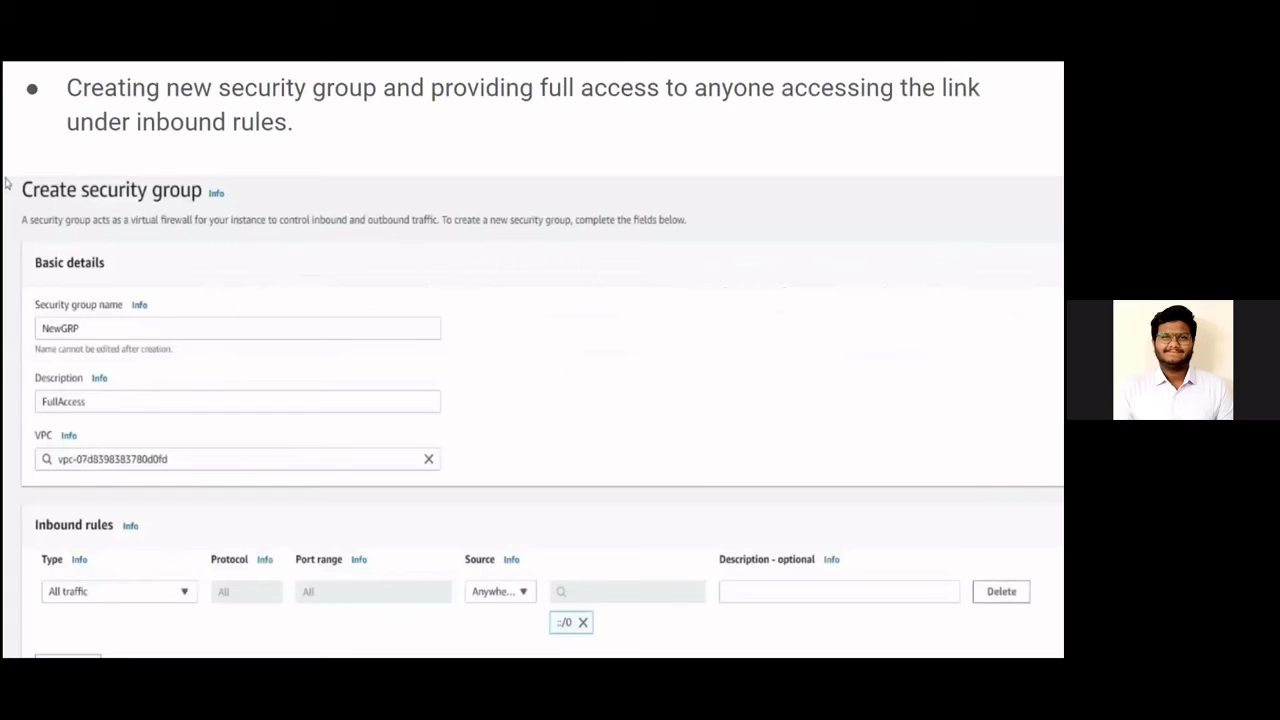 ● Creating new security group and providing full access to anyone accessing the link
under inbound rules.
Create security group Info
A security group acts as a virtual firewall for your instance to control inbound and outbound traffic. To create a new security group, complete the fields below.
Basic details
Security group name Info
NewGRP
Name cannot be edited after creation.
Description Info
FullAccess
VPC Info
vpc-07d8398383780d0fd
Inbound rules Info
Type Info Protocol Info Port range Info Source Info Description - optional Info
All traffic All All Anywhe... Delete
::/0